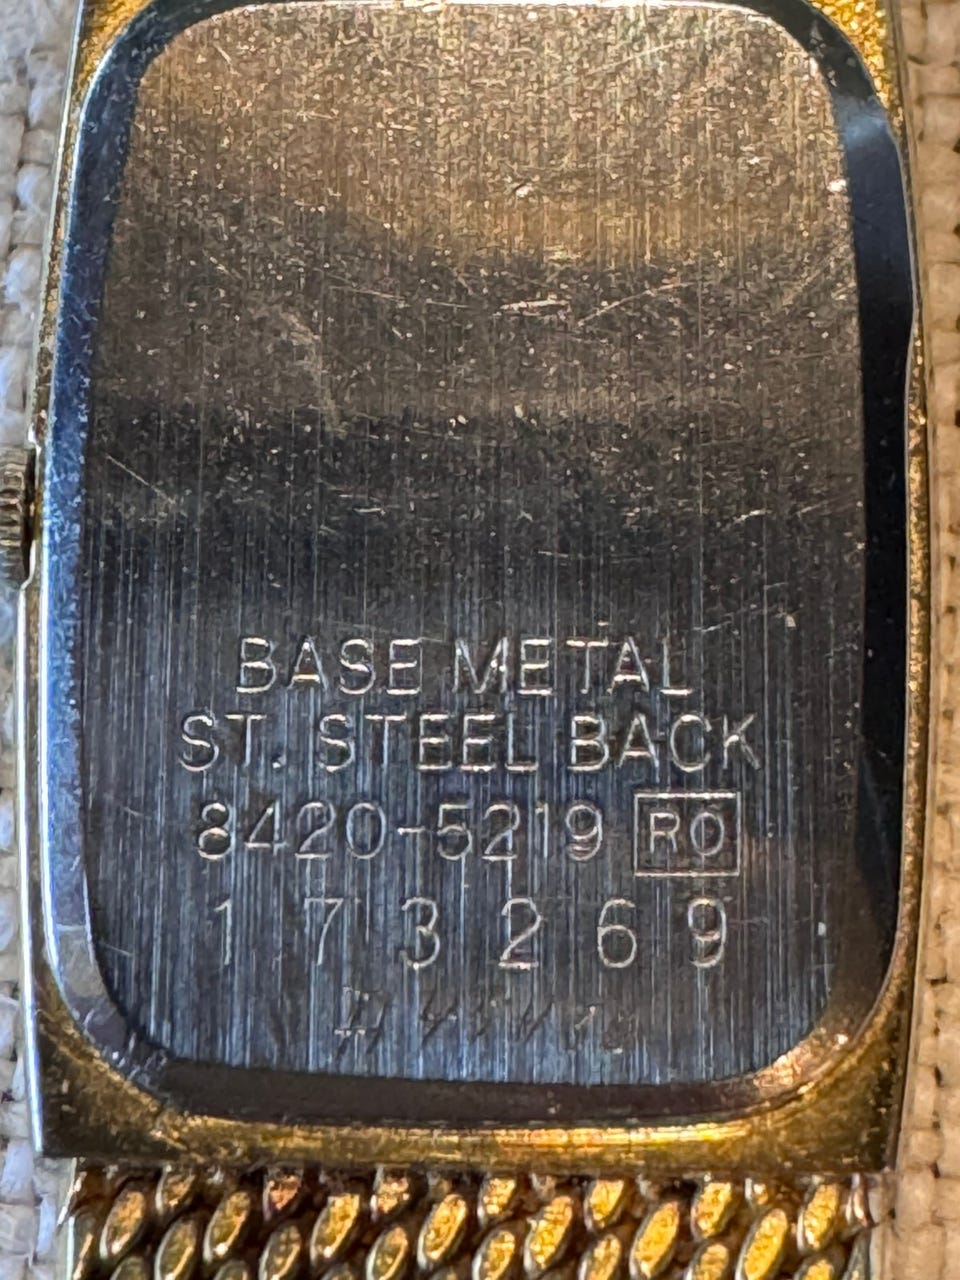 BASE METAL
ST. STEEL BACK
8420-5219 RO
173269